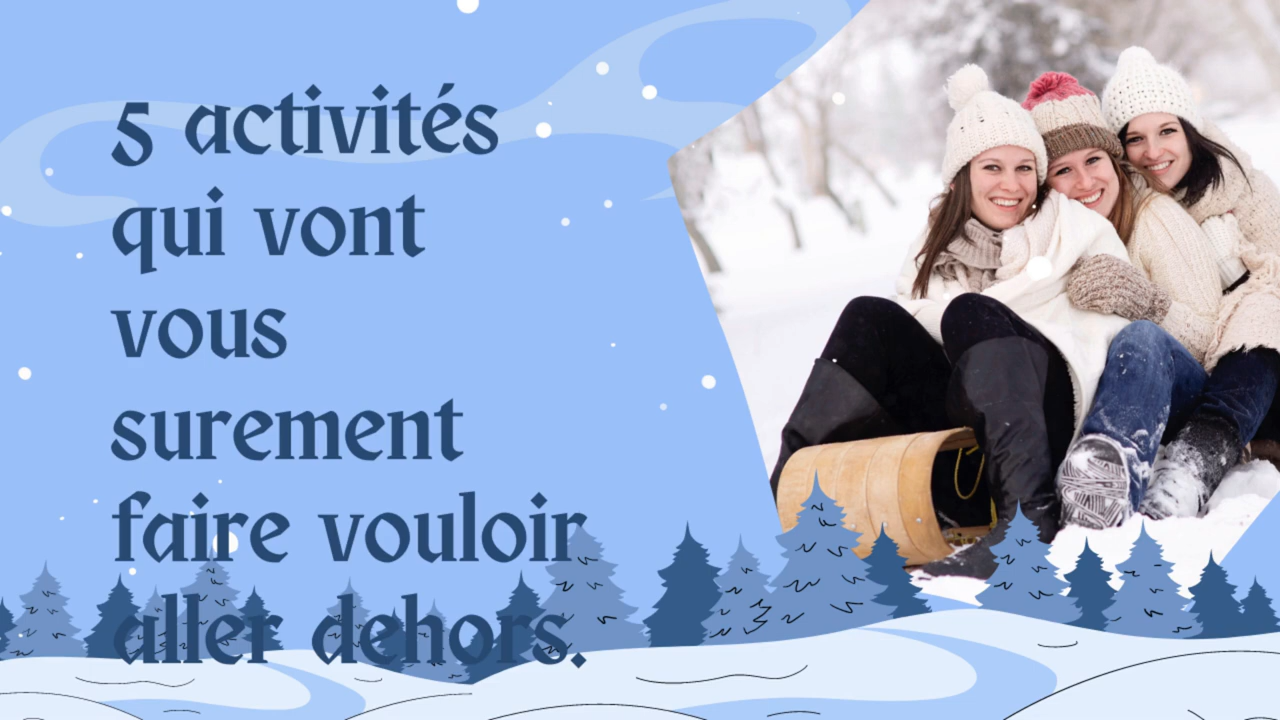 5 activités
qui vont
vous
surement
faire vouloir
aller dehors.